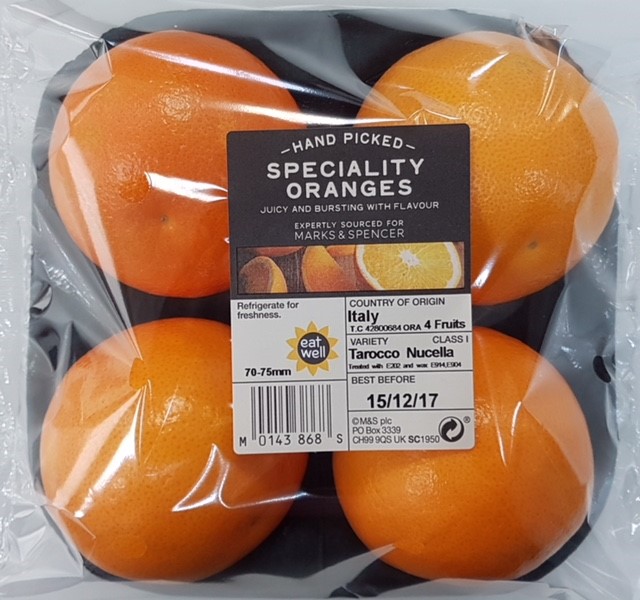 HAND PICKED
SPECIALITY
ORANGES
JUICY AND BURSTING WITH FLAVOUR
EXPERTLY SOURCED FOR
MARKS & SPENCER
Refrigerate for
freshness.
eat
well
70-75mm
M 0143 868 S
COUNTRY OF ORIGIN
Italy
T.C 42800684 ORA 4 Fruits
VARIETY CLASS I
Tarocco Nucella
Treated with E202 and wax E914,E904
BEST BEFORE
15/12/17
©M&S plc
PO Box 3339
CH99 9QS UK SC1950 ®